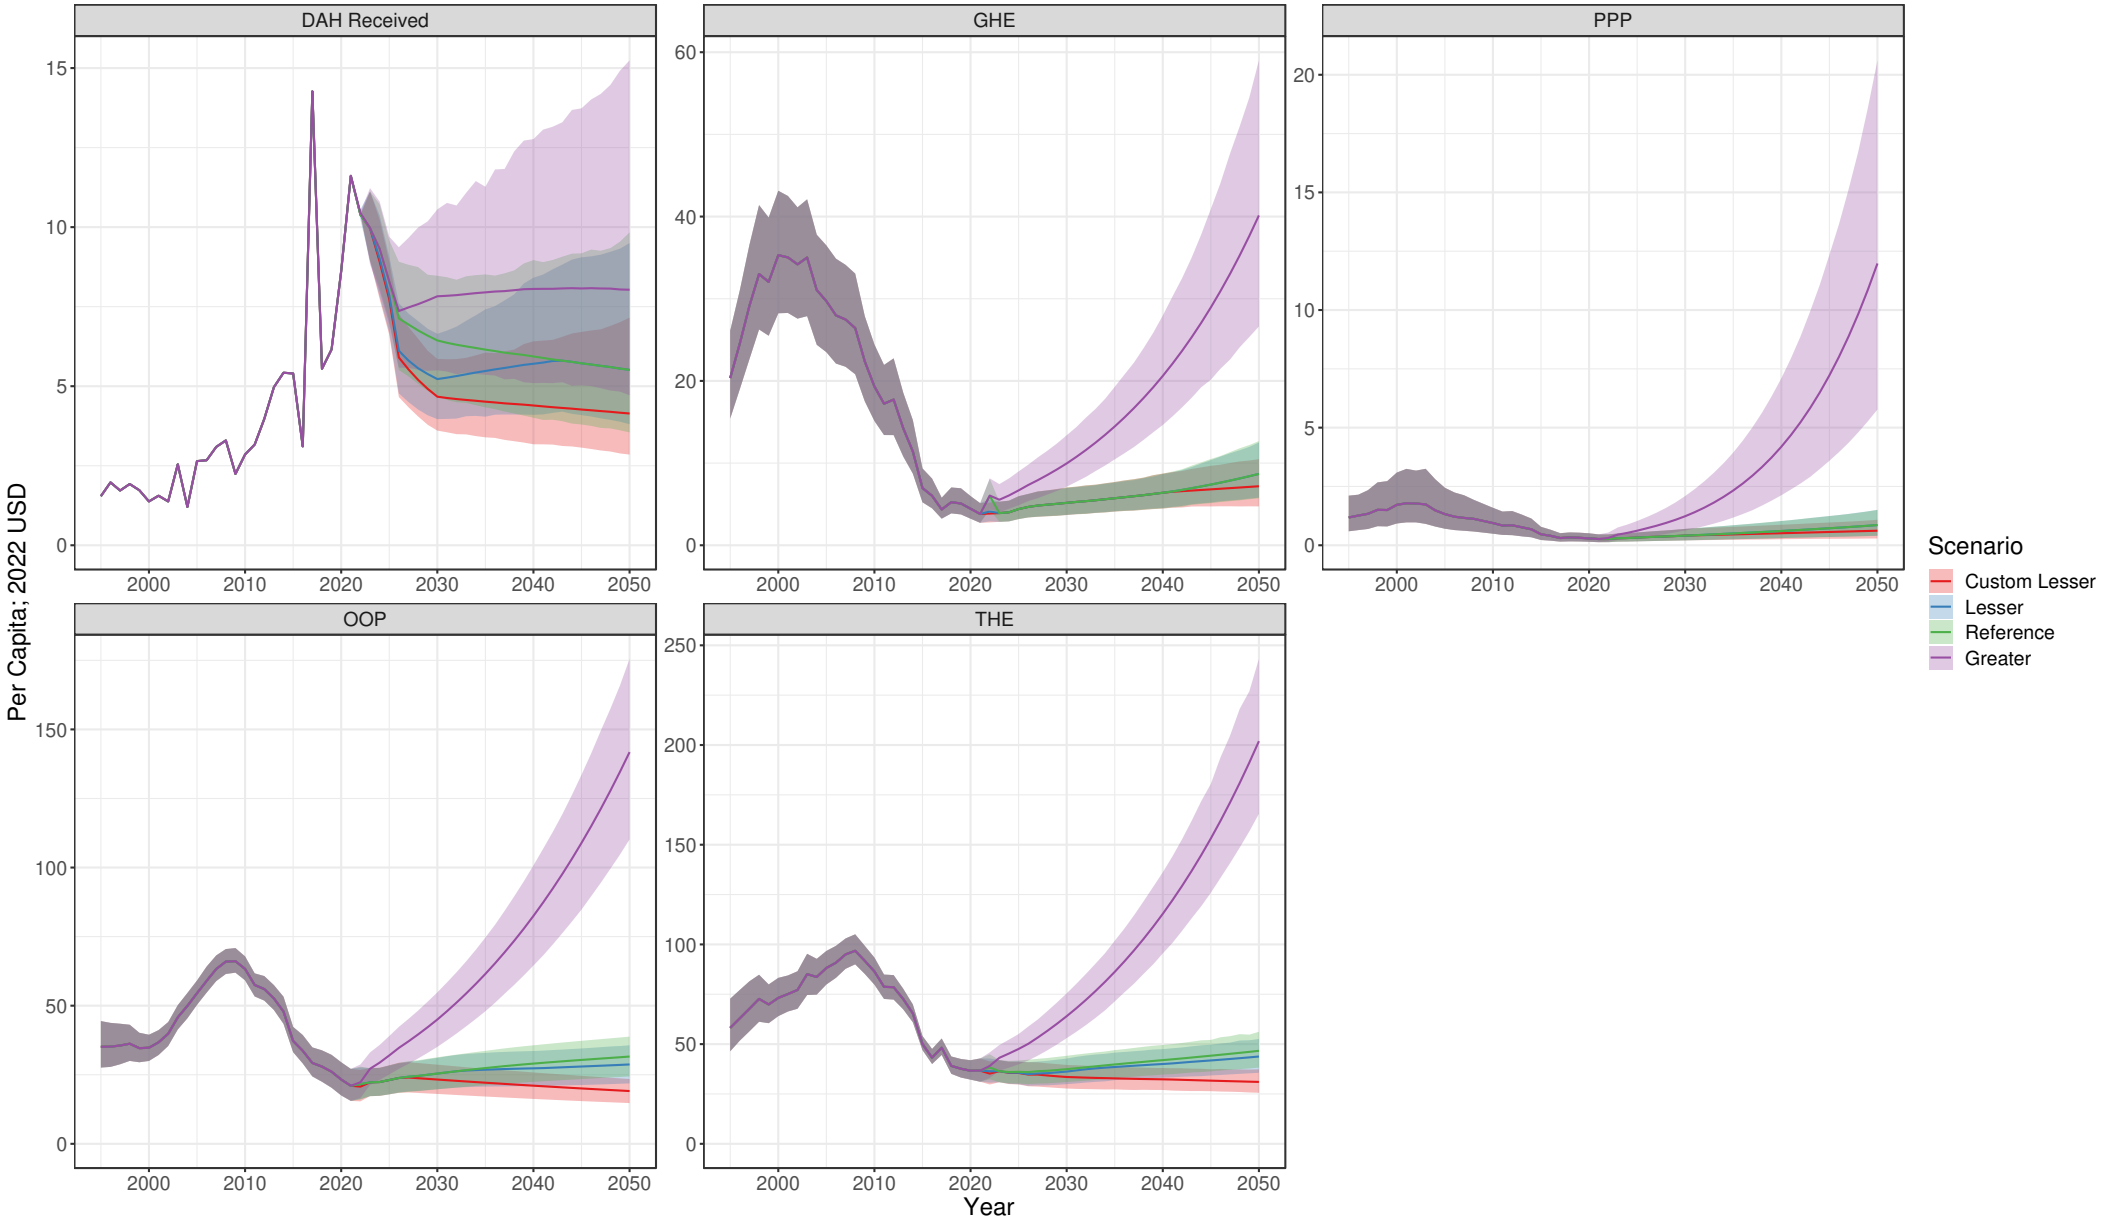 DAH Received
GHE
PPP
15
10
5
0
60
40
20
0
20
15
10
5
0
2000 2010 2020 2030 2040 2050
2000 2010 2020 2030 2040 2050
2000 2010 2020 2030 2040 2050
Per Capita; 2022 USD
Scenario
Custom Lesser
Lesser
Reference
Greater
OOP
THE
150
100
50
0
250
200
150
100
50
0
2000 2010 2020 2030 2040 2050
2000 2010 2020 2030 2040 2050
Year